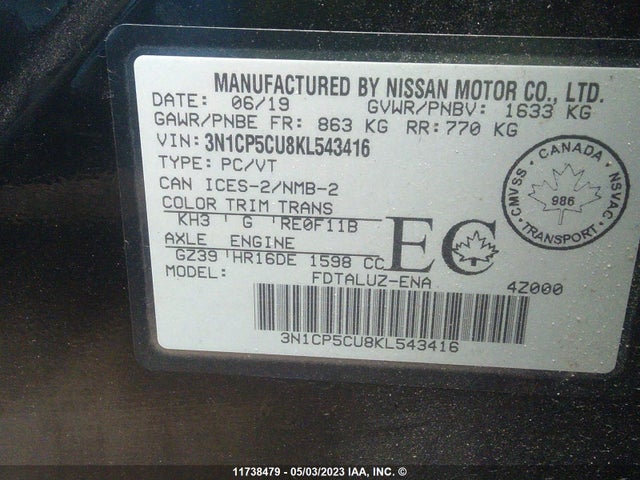 MANUFACTURED BY NISSAN MOTOR CO., LTD.
DATE: 06/19 GVWR/PNBV: 1633 KG
GAWR/PNBE FR: 863 KG RR: 770 KG
VIN: 3N1CP5CU8KL543416
TYPE: PC/VT
CAN ICES-2/NMB-2
COLOR TRIM TRANS
KH3 ' G 'RE0F11B
AXLE ENGINE
GZ39 'HR16DE 1598 CC
MODEL: FDTALUZ-ENA 4Z000
EC
CANADA
CMVSS NSVAC
986
TRANSPORT
3N1CP5CU8KL543416
11738479 - 05/03/2023 IAA, INC. ©